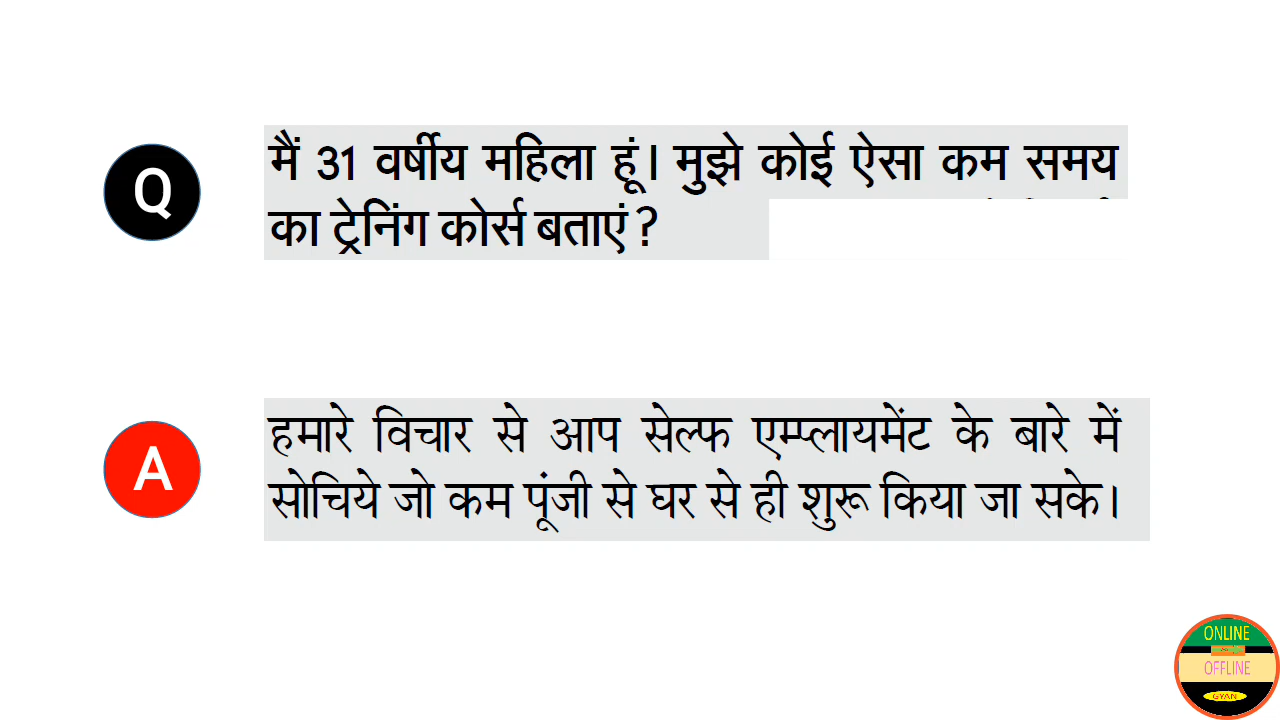 Q
मैं 31 वर्षीय महिला हूं। मुझे कोई ऐसा कम समय
का ट्रेनिंग कोर्स बताएं?
A
हमारे विचार से आप सेल्फ एम्प्लायमेंट के बारे में
सोचिये जो कम पूंजी से घर से ही शुरू किया जा सके।
ONLINE
OFFLINE
GYAN